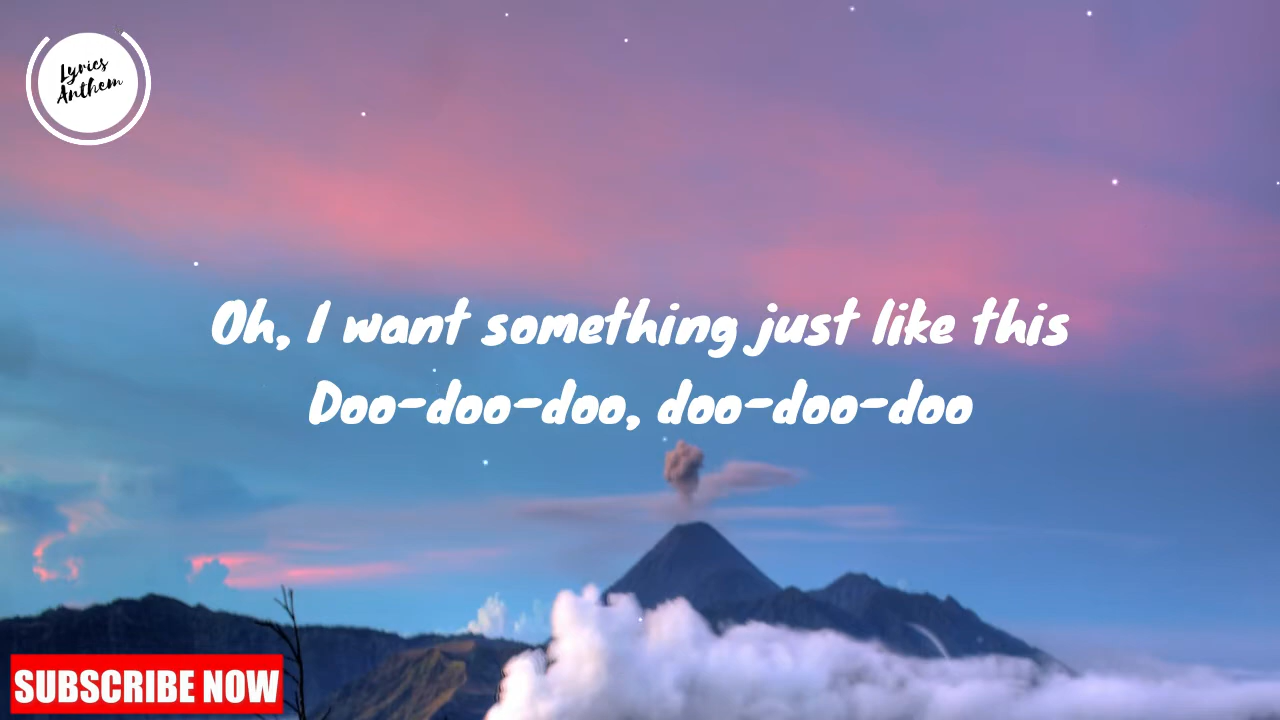 Lyrics
Anthem
Oh, I want something just like this
Doo-doo-doo, doo-doo-doo
SUBSCRIBE NOW